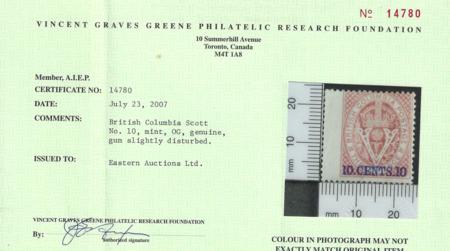 No 14780
VINCENT GRAVES GREENE PHILATELIC RESEARCH FOUNDATION
10 Summerhill Avenue
Toronto, Canada
M4T 1A8
Member, A.I.E.P.
CERTIFICATE NO: 14780
DATE: July 23, 2007
COMMENTS: British Columbia Scott
No. 10, mint, OG, genuine,
gum slightly disturbed.
ISSUED TO: Eastern Auctions Ltd.
20
10
mm
10.CENTS.10
mm 10 20
VINCENT GRAVES GREENE PHILATELIC RESEARCH FOUNDATION
By
Authorized signature
COLOUR IN PHOTOGRAPH MAY NOT
EXACTLY MATCH ORIGINAL ITEM